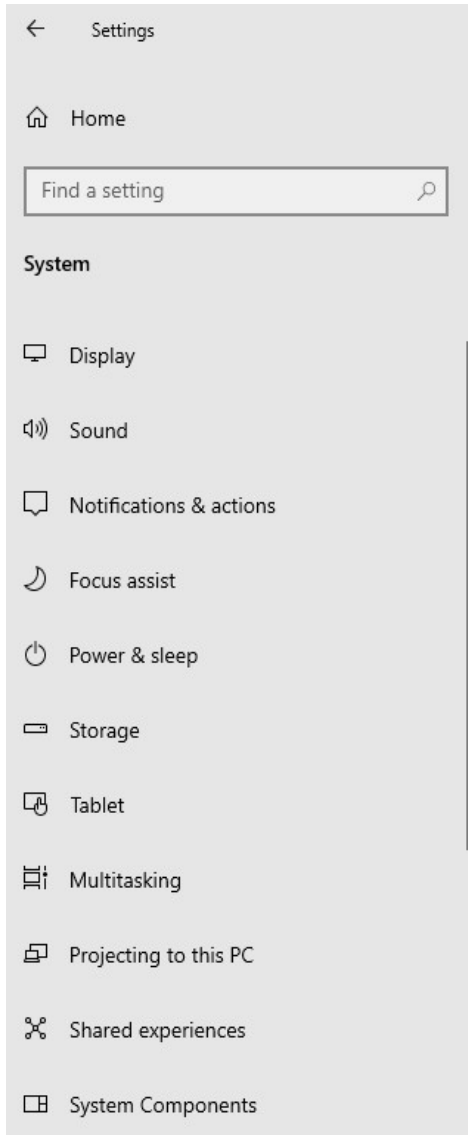 Settings
Home
Find a setting
System
Display
Sound
Notifications & actions
Focus assist
Power & sleep
Storage
Tablet
Multitasking
Projecting to this PC
Shared experiences
System Components